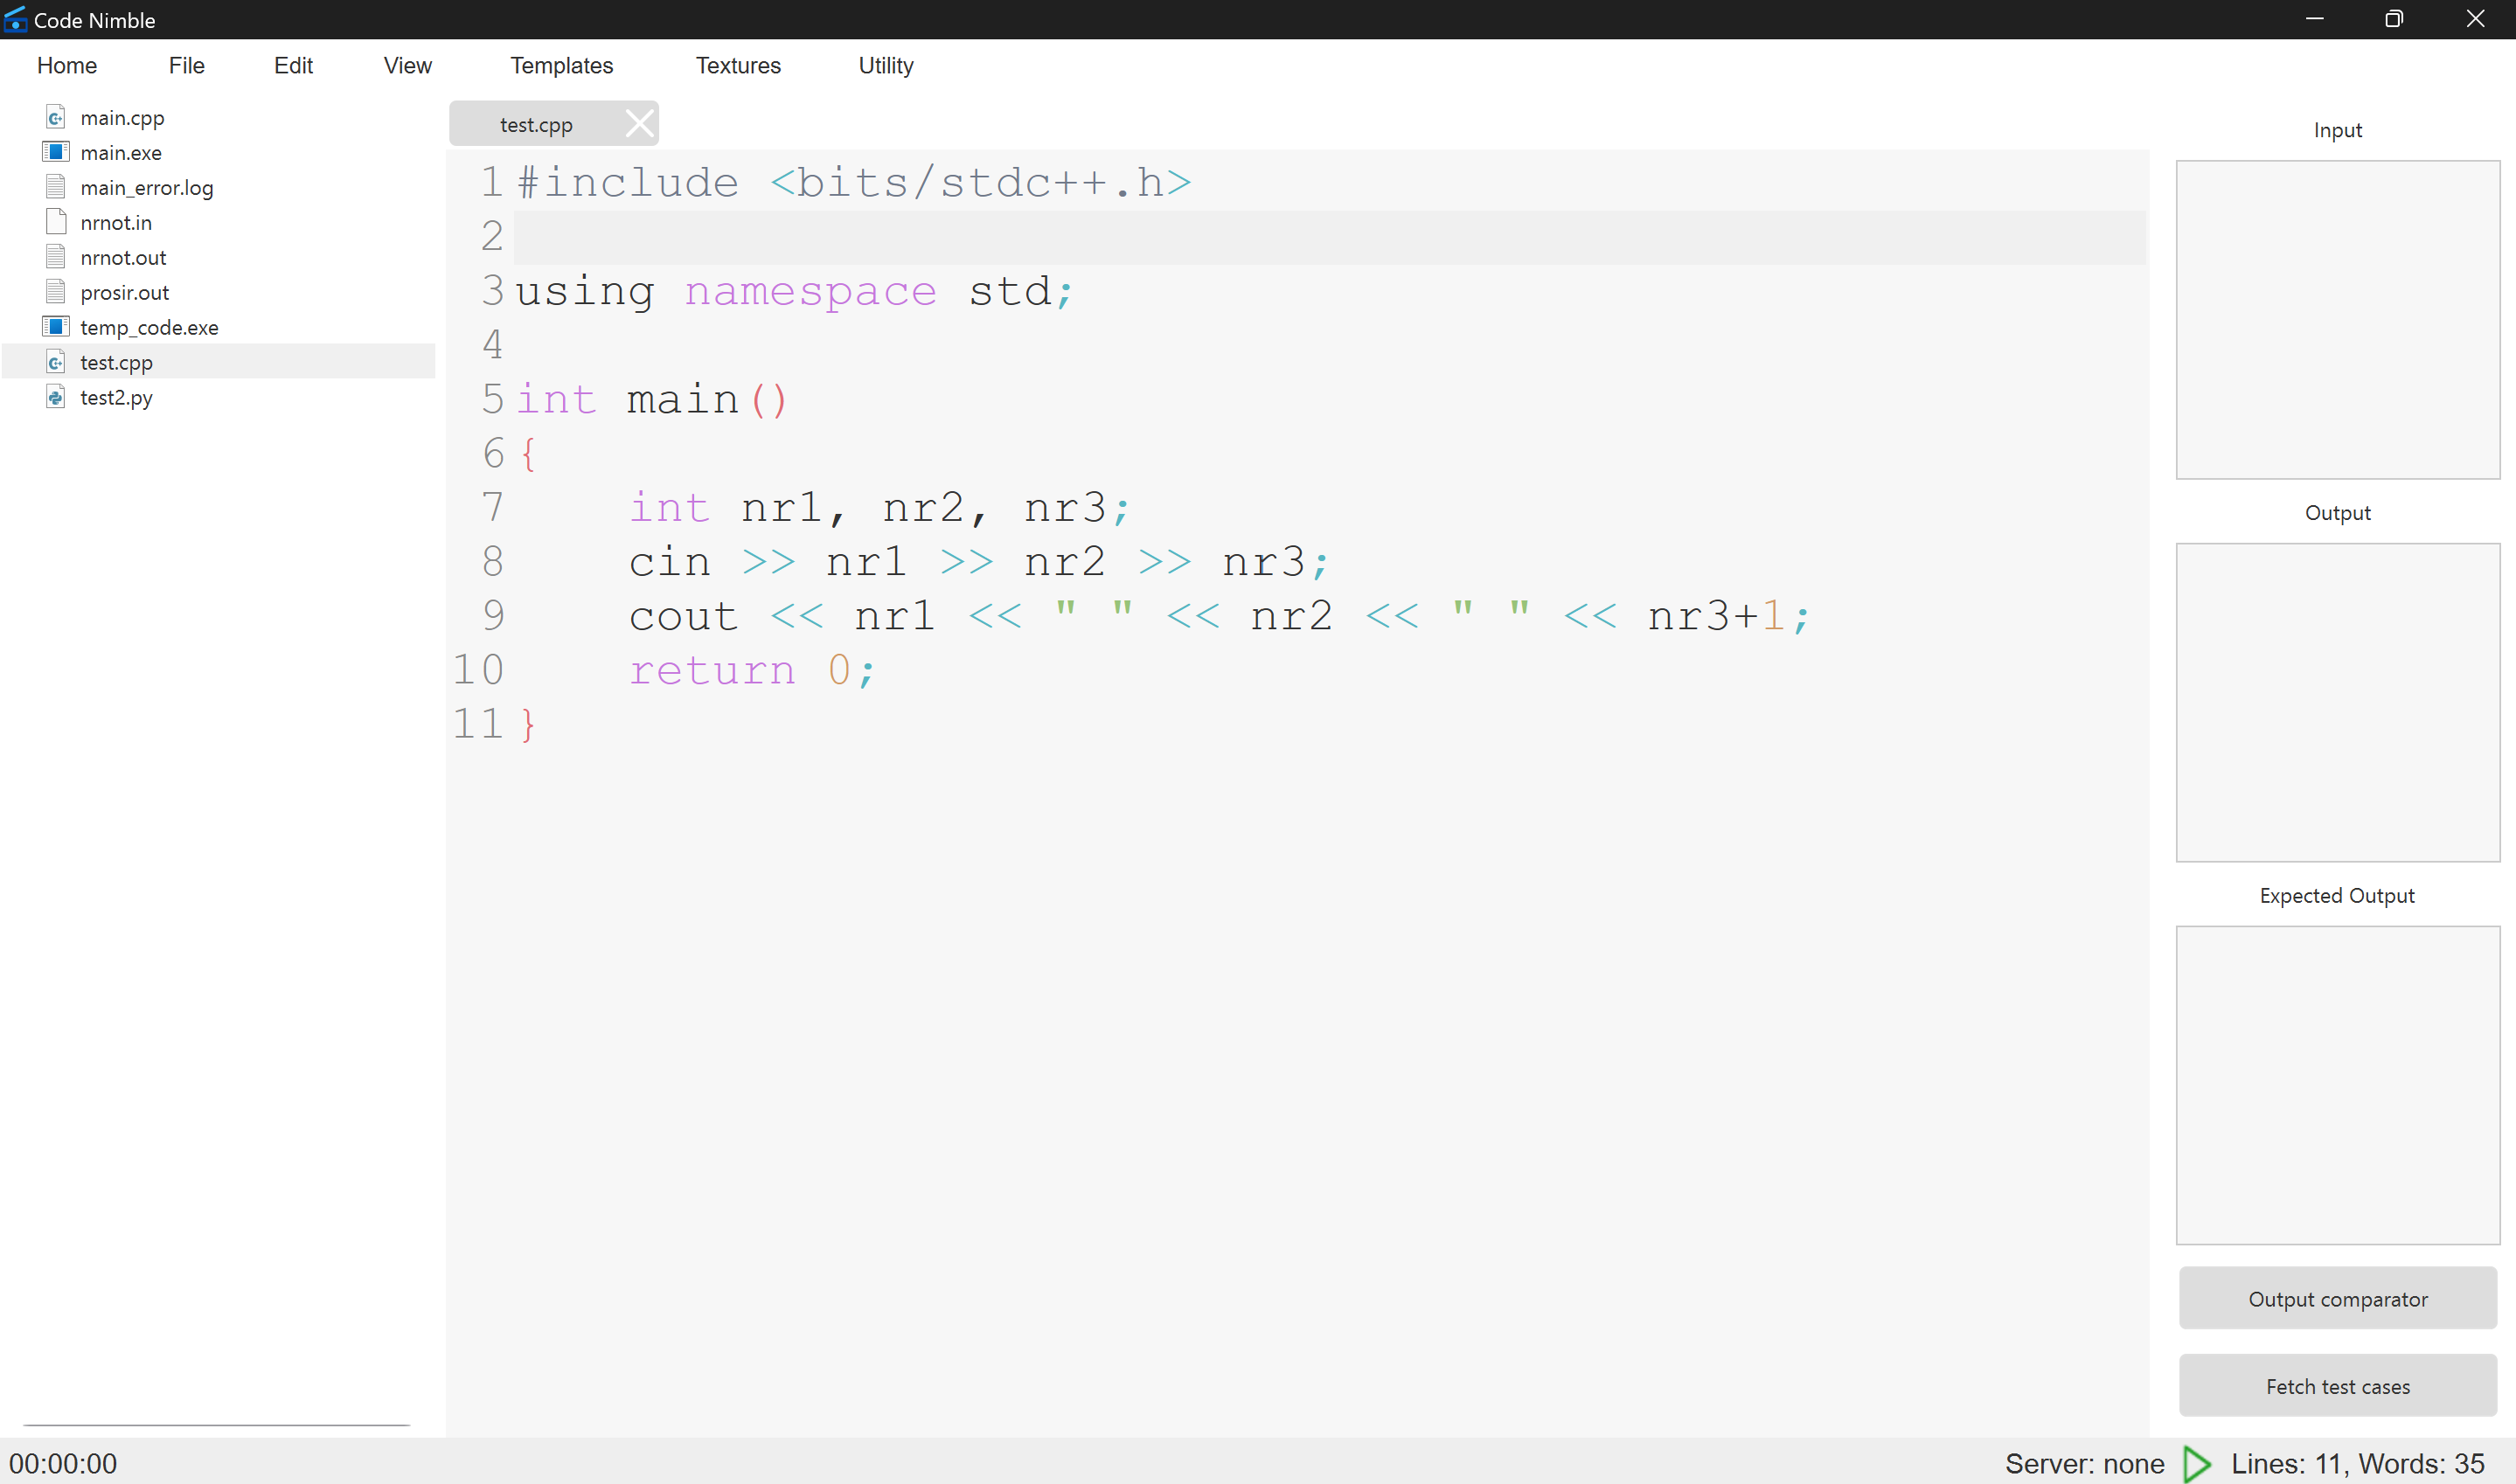 Code Nimble
Home File Edit View Templates Textures Utility
main.cpp
main.exe
main_error.log
nrnot.in
nrnot.out
prosir.out
temp_code.exe
test.cpp
test2.py
test.cpp
1 #include <bits/stdc++.h>
2
3 using namespace std;
4
5 int main()
6 {
7     int nr1, nr2, nr3;
8     cin >> nr1 >> nr2 >> nr3;
9     cout << nr1 << " " << nr2 << " " << nr3+1;
10     return 0;
11 }
Input
Output
Expected Output
Output comparator
Fetch test cases
00:00:00
Server: none Lines: 11, Words: 35